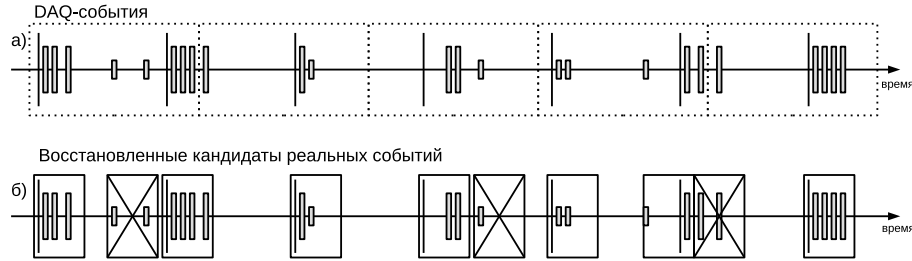 DAQ-события
а)
время
Восстановленные кандидаты реальных событий
б)
время